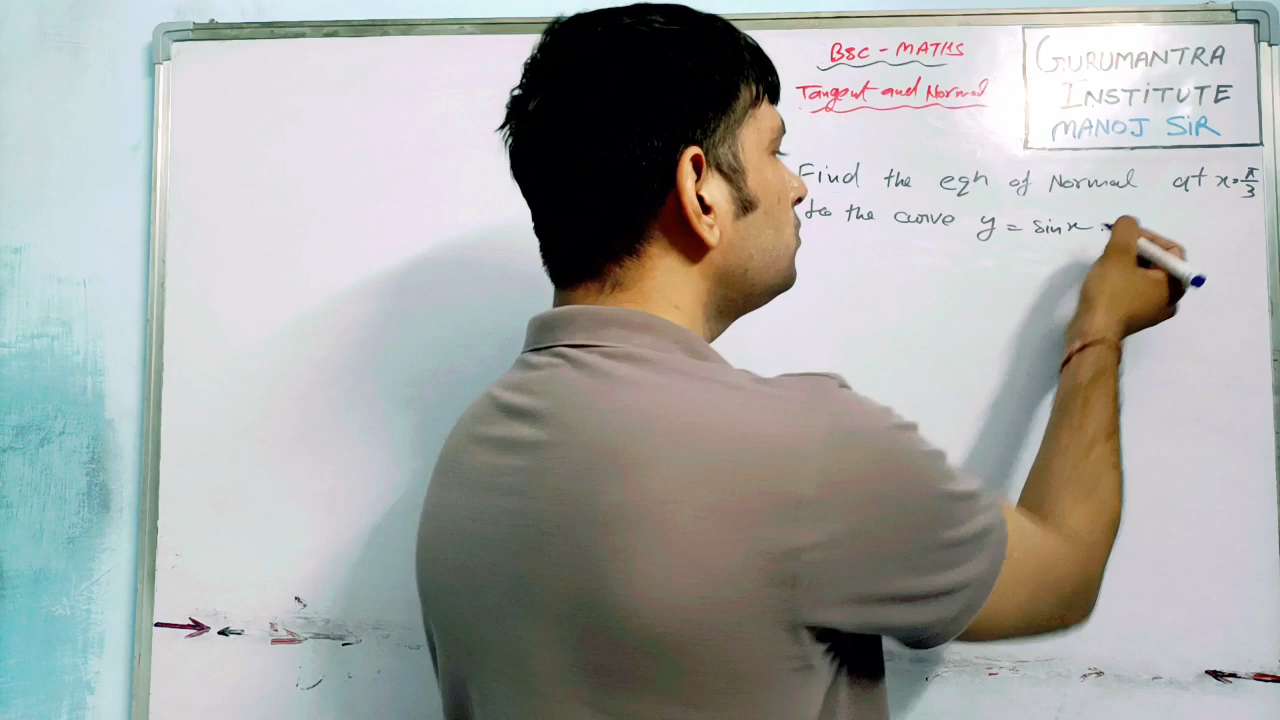 BSC - MATHS
Tangent and Normal
GURUMANTRA
INSTITUTE
MANOJ SIR
Find the eqn of Normal at x = π/3
to the curve y = sinx